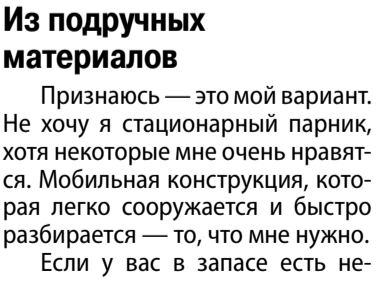 Из подручных
материалов
Признаюсь — это мой вариант.
Не хочу я стационарный парник,
хотя некоторые мне очень нравят-
ся. Мобильная конструкция, кото-
рая легко сооружается и быстро
разбирается — то, что мне нужно.
Если у вас в запасе есть не-